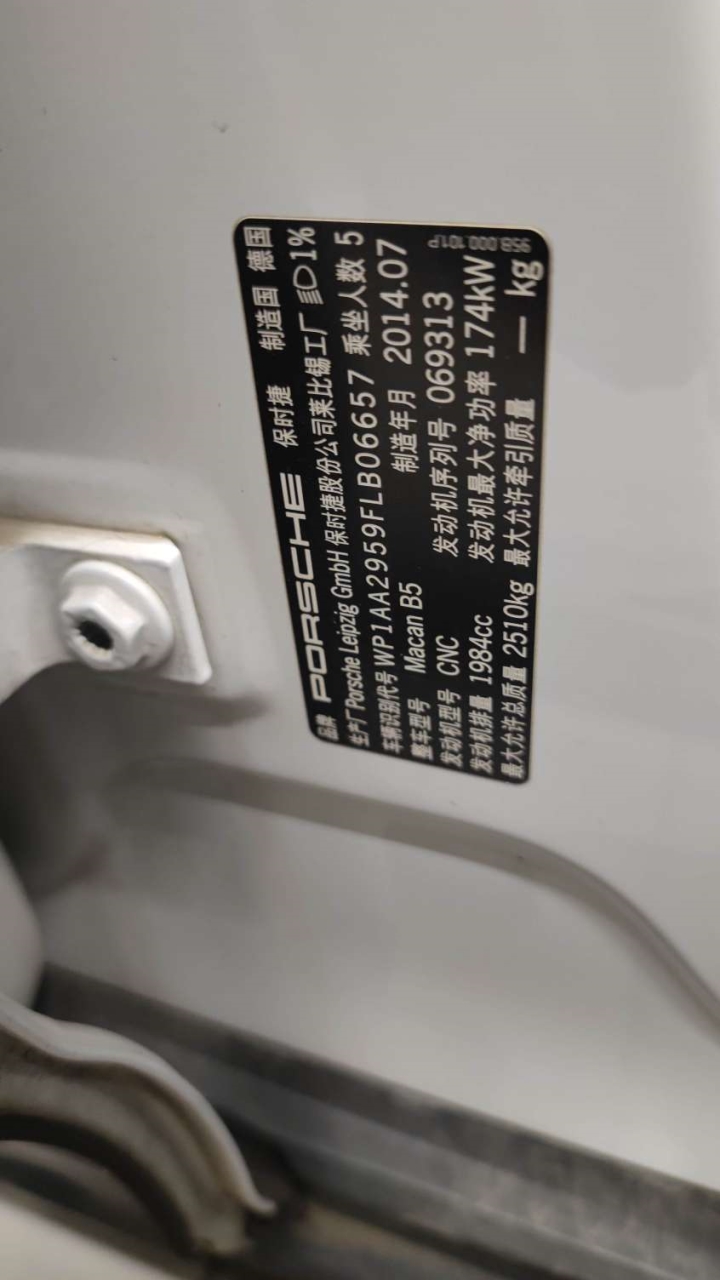 品牌 PORSCHE 保时捷 制造国 德国
生产厂 Porsche Leipzig GmbH 保时捷股份公司莱比锡工厂 1%
车辆识别代号 WP1AA2959FLB06657 乘坐人数 5
整车型号 Macan B5 制造年月 2014.07
发动机型号 CNC 发动机序列号 069313
发动机排量 1984cc 发动机最大净功率 174kW
最大允许总质量 2510kg 最大允许牵引质量 — kg
95B.000.101.P